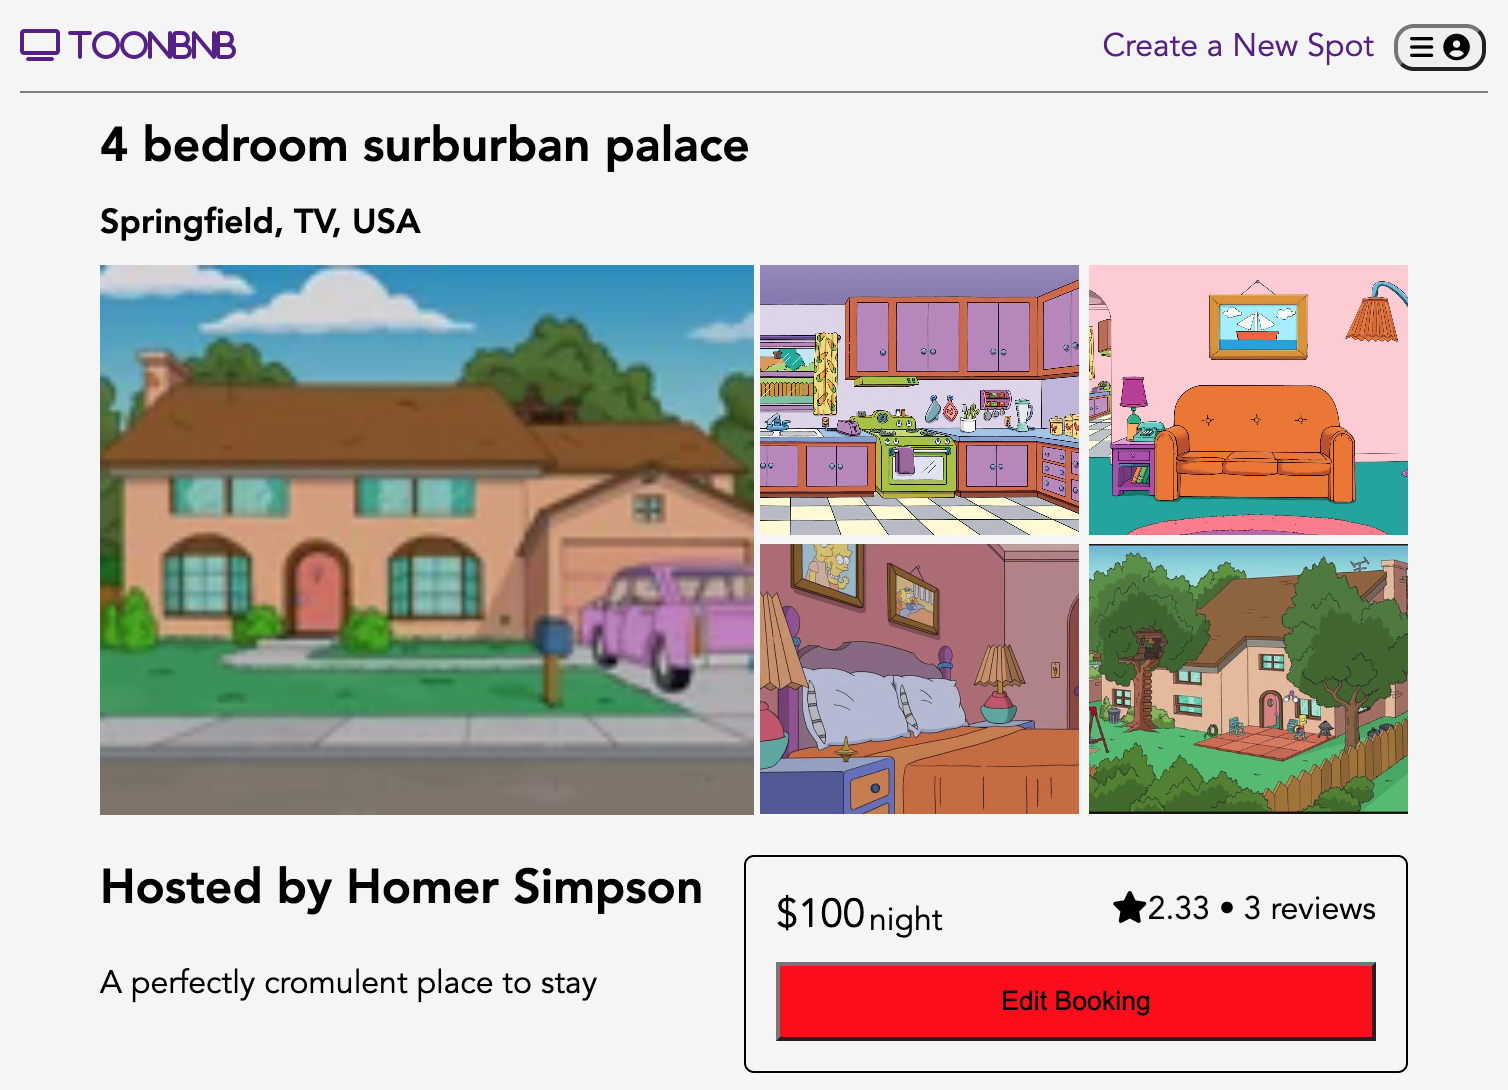 TOONBNB
Create a New Spot
4 bedroom surburban palace
Springfield, TV, USA
Hosted by Homer Simpson
A perfectly cromulent place to stay
$100 night
2.33 • 3 reviews
Edit Booking